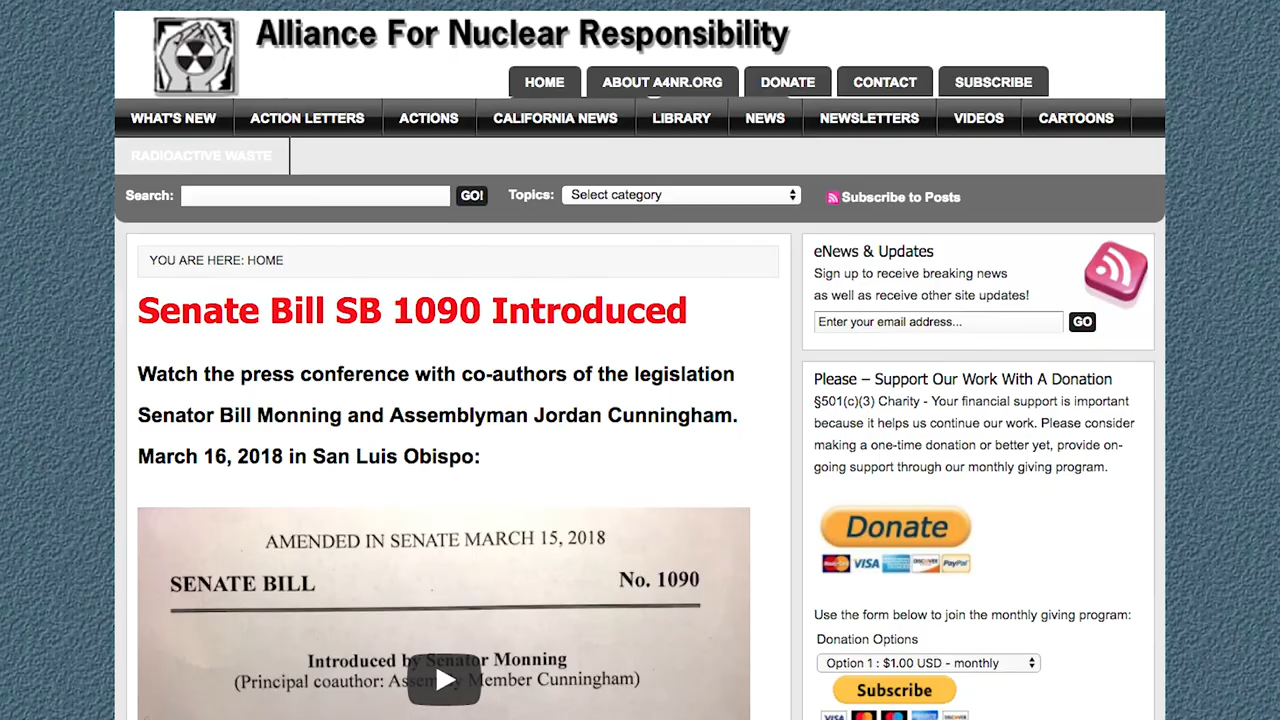 Alliance For Nuclear Responsibility
HOME ABOUT A4NR.ORG DONATE CONTACT SUBSCRIBE
WHAT'S NEW ACTION LETTERS ACTIONS CALIFORNIA NEWS LIBRARY NEWS NEWSLETTERS VIDEOS CARTOONS
RADIOACTIVE WASTE
Search: GO! Topics: Select category Subscribe to Posts
YOU ARE HERE: HOME
Senate Bill SB 1090 Introduced
Watch the press conference with co-authors of the legislation
Senator Bill Monning and Assemblyman Jordan Cunningham.
March 16, 2018 in San Luis Obispo:
AMENDED IN SENATE MARCH 15, 2018
SENATE BILL No. 1090
Introduced by Senator Monning
(Principal coauthor: Assembly Member Cunningham)
eNews & Updates
Sign up to receive breaking news
as well as receive other site updates!
Enter your email address... GO
Please – Support Our Work With A Donation
§501(c)(3) Charity - Your financial support is important
because it helps us continue our work. Please consider
making a one-time donation or better yet, provide on-
going support through our monthly giving program.
Donate
MasterCard VISA DISCOVER PayPal
Use the form below to join the monthly giving program:
Donation Options
Option 1 : $1.00 USD - monthly
Subscribe
VISA DISCOVER